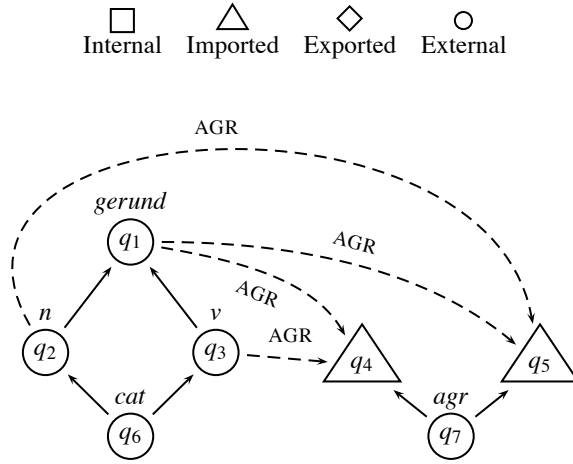 Internal Imported Exported External
AGR
gerund
q1
AGR
AGR
n
v
AGR
q2
q3
q4
q5
cat
agr
q6
q7